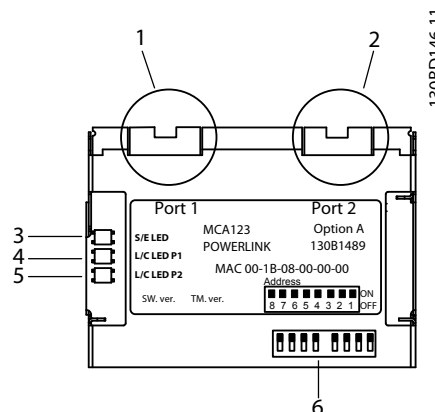 1
2
130BD146.11
Port 1
Port 2
3
S/E LED
MCA123
Option A
4
L/C LED P1
POWERLINK
130B1489
5
L/C LED P2
MAC 00-1B-08-00-00-00
Address
SW. ver.
TM. ver.
ON
8 7 6 5 4 3 2 1
OFF
6